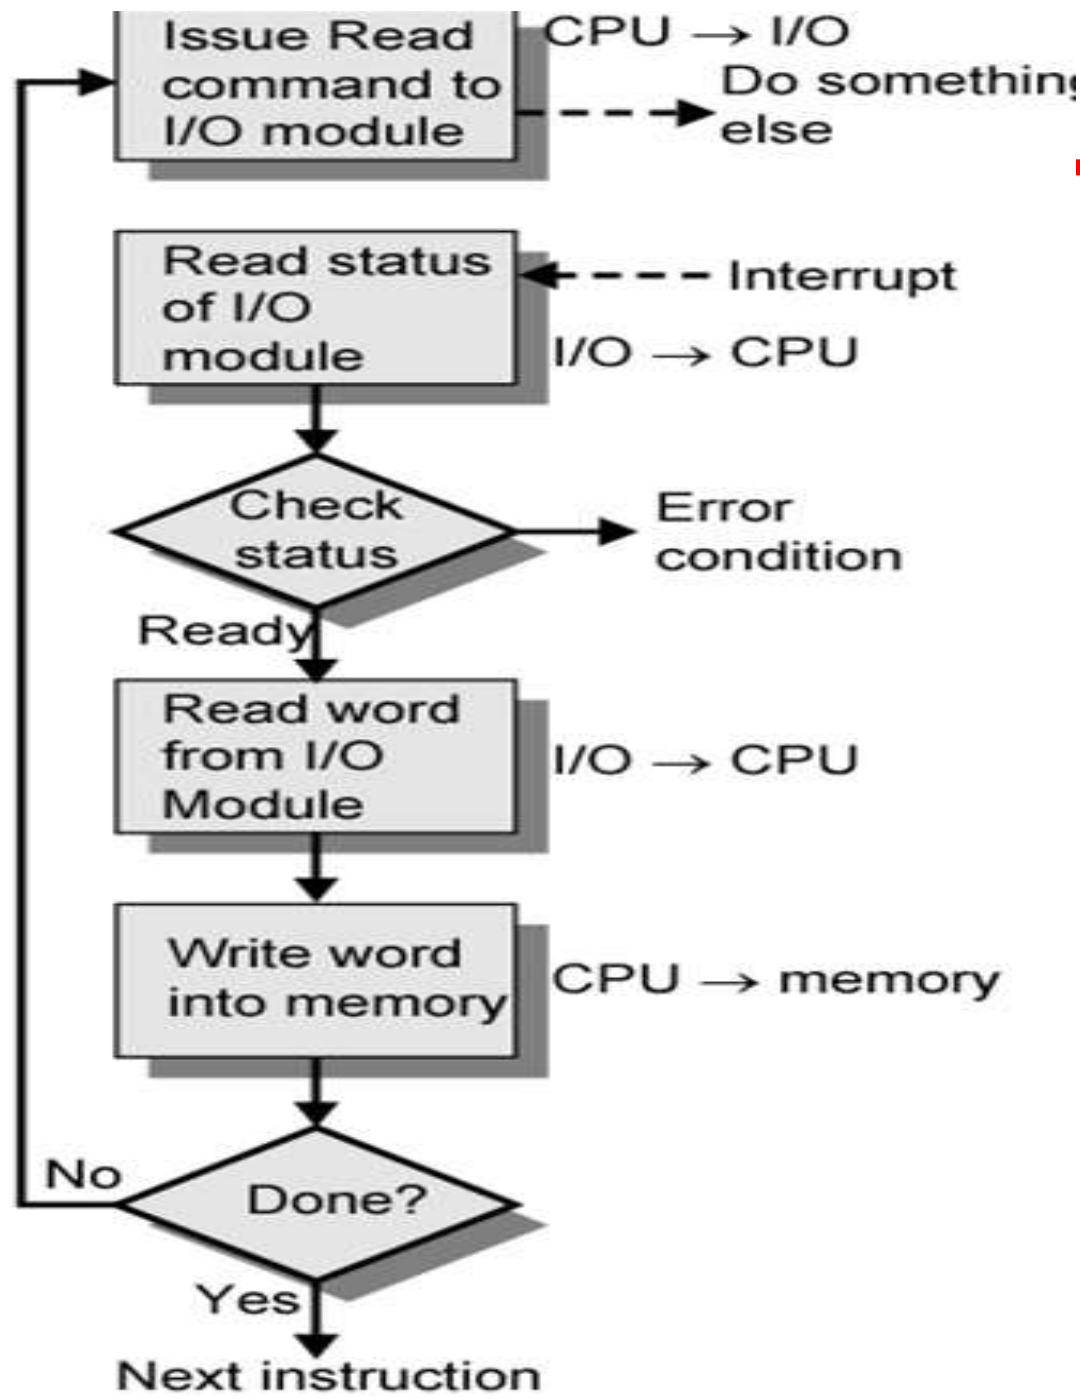 Issue Read
command to
I/O module
CPU → I/O
Do something
else
Read status
of I/O
module
Interrupt
I/O → CPU
Check
status
Error
condition
Ready
Read word
from I/O
Module
I/O → CPU
Write word
into memory
CPU → memory
Done?
No
Yes
Next instruction